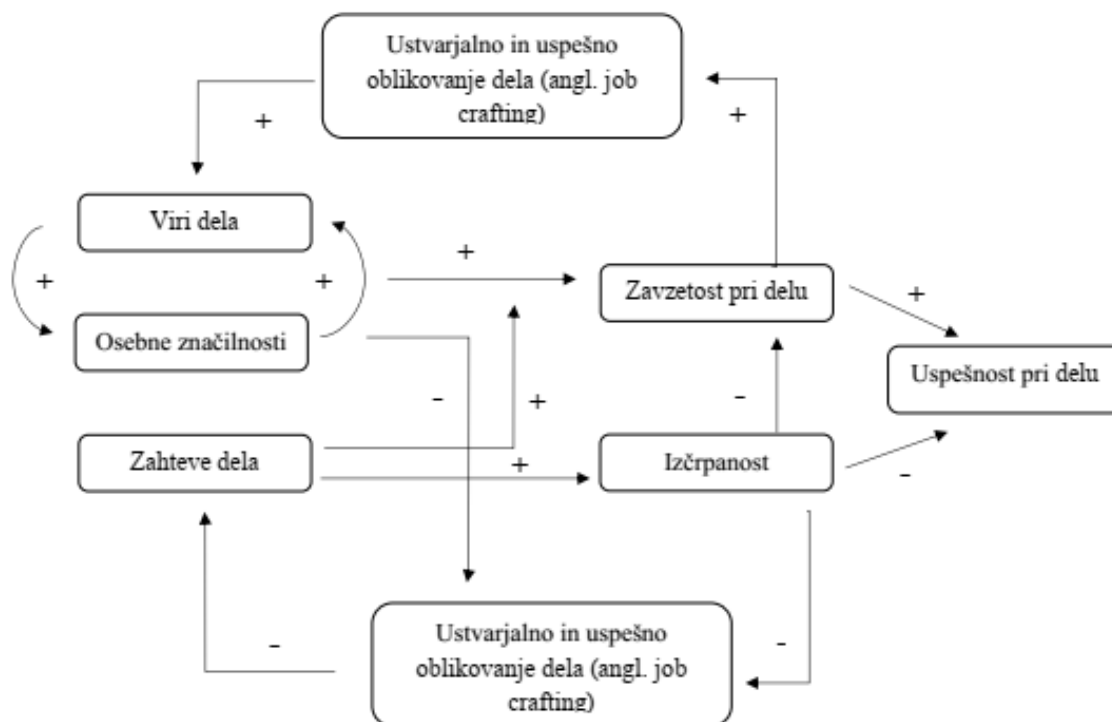 Ustvarjalno in uspešno
oblikovanje dela (angl. job
crafting)
+
+
Viri dela
+
+
+
Zavzetost pri delu
+
Osebne značilnosti
Uspešnost pri delu
-
+
-
Zahteve dela
+
Izčrpanost
-
Ustvarjalno in uspešno
oblikovanje dela (angl. job
crafting)
-
-